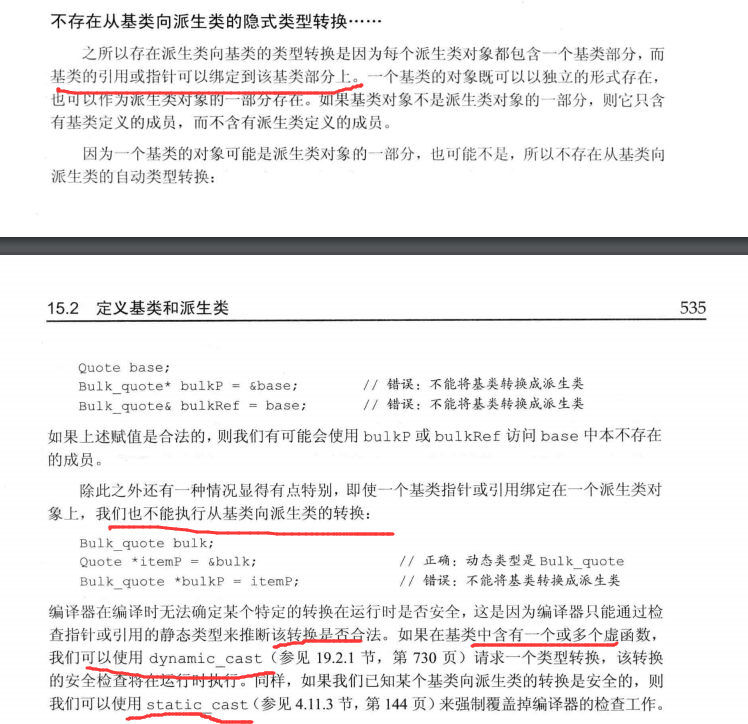 不存在从基类向派生类的隐式类型转换……
之所以存在派生类向基类的类型转换是因为每个派生类对象都包含一个基类部分，而
基类的引用或指针可以绑定到该基类部分上。一个基类的对象既可以以独立的形式存在，
也可以作为派生类对象的一部分存在。如果基类对象不是派生类对象的一部分，则它只含
有基类定义的成员，而不含有派生类定义的成员。
因为一个基类的对象可能是派生类对象的一部分，也可能不是，所以不存在从基类向
派生类的自动类型转换：
15.2 定义基类和派生类 535
Quote base;
Bulk_quote* bulkP = &base; // 错误：不能将基类转换成派生类
Bulk_quote& bulkRef = base; // 错误：不能将基类转换成派生类
如果上述赋值是合法的，则我们有可能会使用 bulkP 或 bulkRef 访问 base 中本不存在
的成员。
除此之外还有一种情况显得有点特别，即使一个基类指针或引用绑定在一个派生类对
象上，我们也不能执行从基类向派生类的转换：
Bulk_quote bulk;
Quote *itemP = &bulk; // 正确：动态类型是 Bulk_quote
Bulk_quote *bulkP = itemP; // 错误：不能将基类转换成派生类
编译器在编译时无法确定某个特定的转换在运行时是否安全，这是因为编译器只能通过检
查指针或引用的静态类型来推断该转换是否合法。如果在基类中含有一个或多个虚函数，
我们可以使用 dynamic_cast（参见 19.2.1 节，第 730 页）请求一个类型转换，该转换
的安全检查将在运行时执行。同样，如果我们已知某个基类向派生类的转换是安全的，则
我们可以使用 static_cast（参见 4.11.3 节，第 144 页）来强制覆盖掉编译器的检查工作。